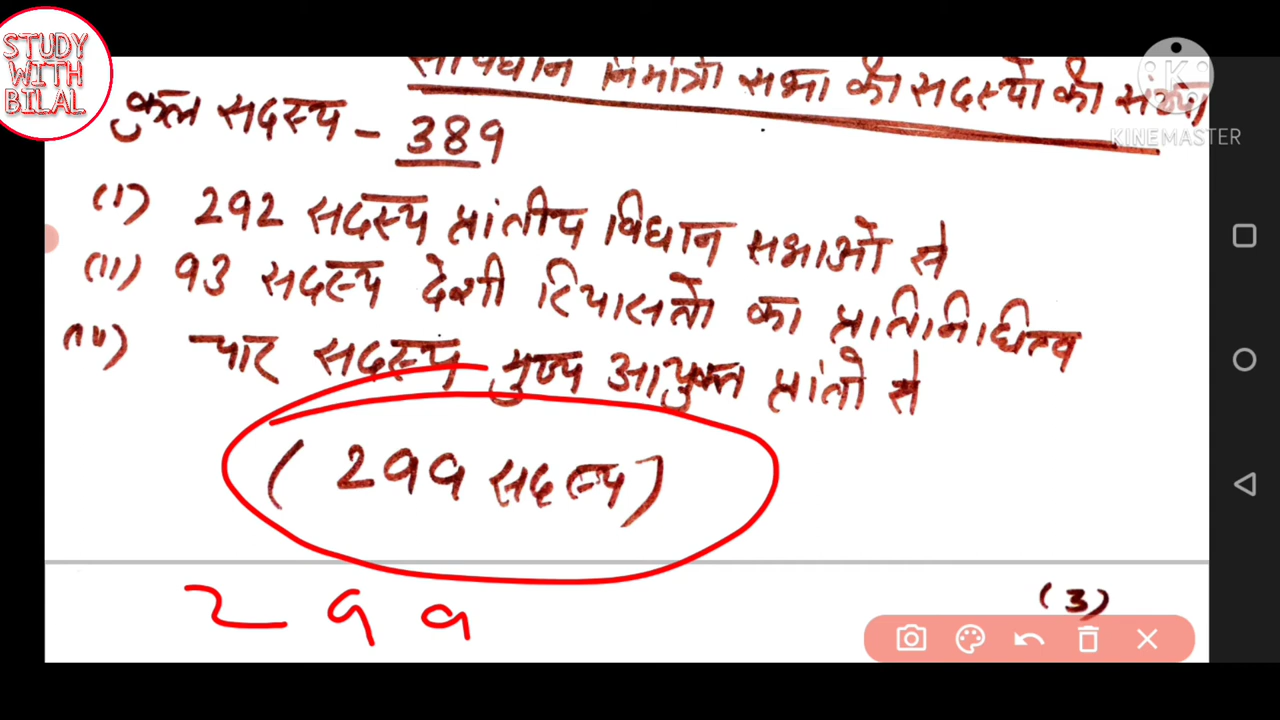 STUDY
WITH
BILAL
संविधान निर्मात्री सभा के सदस्यों की संख्या
KINEMASTER
कुल सदस्य - 389
(i) 292 सदस्य प्रांतीय विधान सभाओं से
(ii) 93 सदस्य देशी रियासतों का प्रतिनिधित्व
(iii) चार सदस्य मुख्य आयुक्त प्रांतों से
(299 सदस्य)
299
(3)